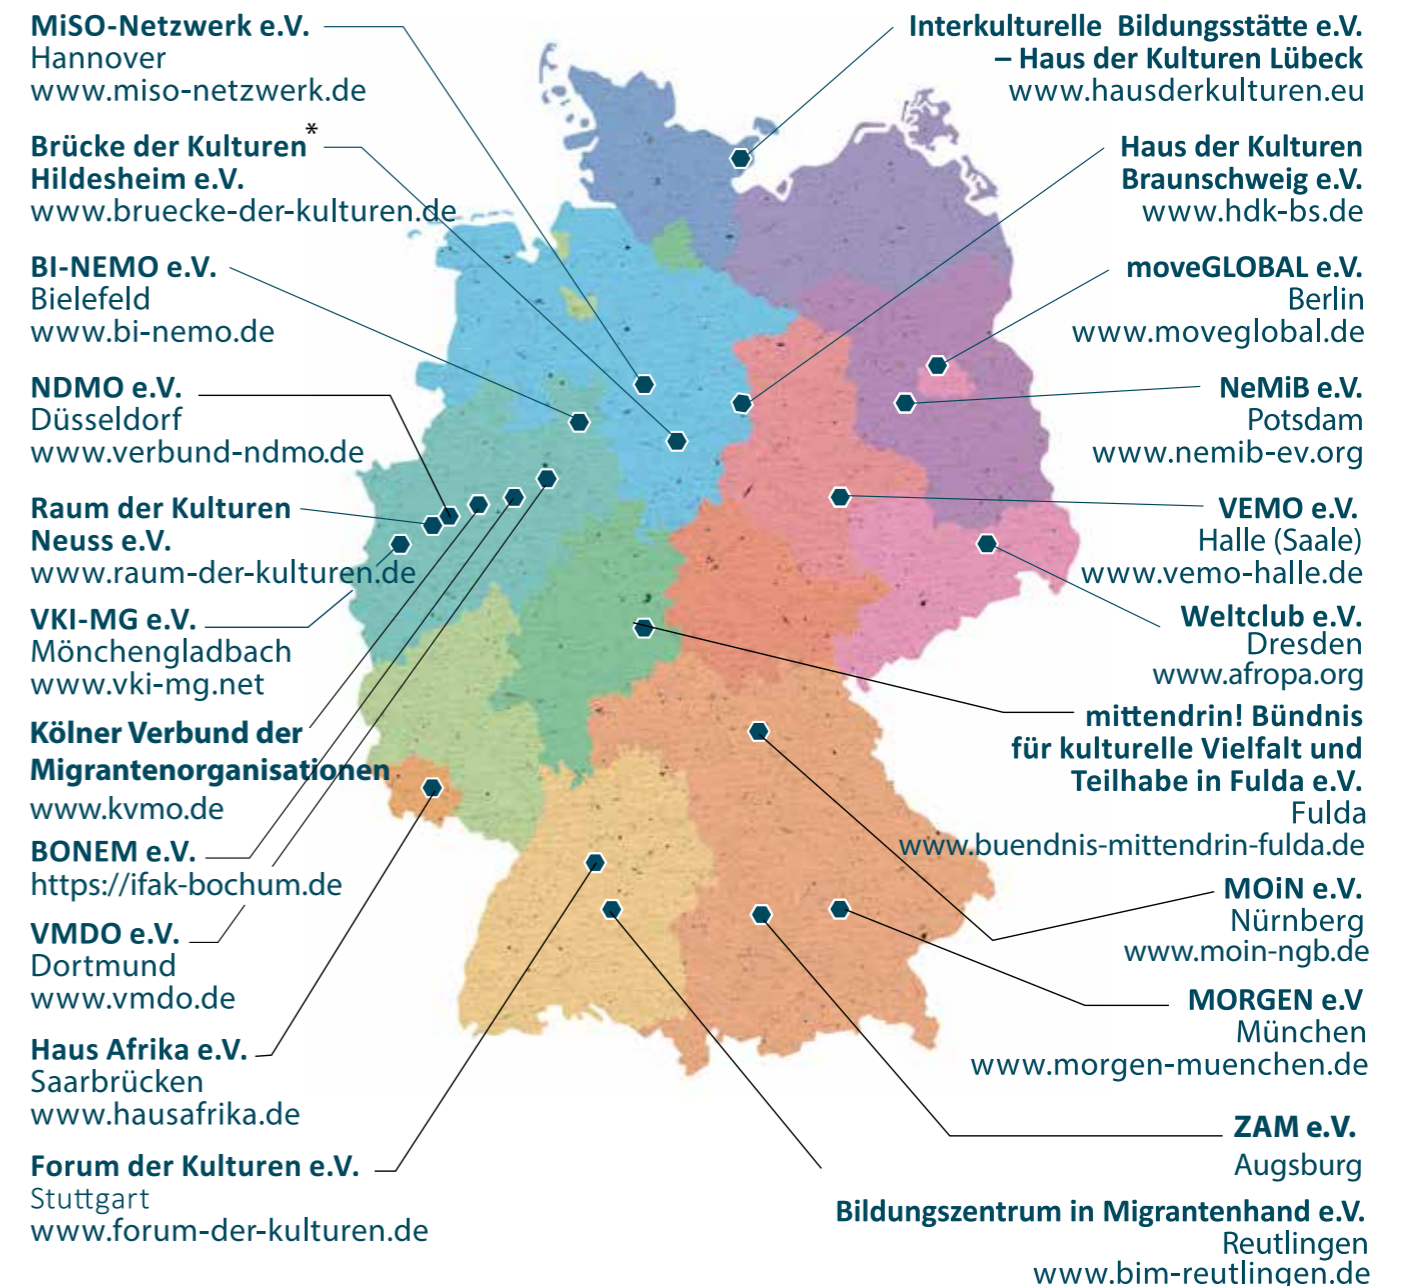 MiSO-Netzwerk e.V.
Hannover
www.miso-netzwerk.de
Brücke der Kulturen*
Hildesheim e.V.
www.bruecke-der-kulturen.de
BI-NEMO e.V.
Bielefeld
www.bi-nemo.de
NDMO e.V.
Düsseldorf
www.verbund-ndmo.de
Raum der Kulturen
Neuss e.V.
www.raum-der-kulturen.de
VKI-MG e.V.
Mönchengladbach
www.vki-mg.net
Kölner Verbund der
Migrantenorganisationen
www.kvmo.de
BONEM e.V.
https://ifak-bochum.de
VMDO e.V.
Dortmund
www.vmdo.de
Haus Afrika e.V.
Saarbrücken
www.hausafrika.de
Forum der Kulturen e.V.
Stuttgart
www.forum-der-kulturen.de
Interkulturelle Bildungsstätte e.V.
– Haus der Kulturen Lübeck
www.hausderkulturen.eu
Haus der Kulturen
Braunschweig e.V.
www.hdk-bs.de
moveGLOBAL e.V.
Berlin
www.moveglobal.de
NeMiB e.V.
Potsdam
www.nemib-ev.org
VEMO e.V.
Halle (Saale)
www.vemo-halle.de
Weltclub e.V.
Dresden
www.afropa.org
mittendrin! Bündnis
für kulturelle Vielfalt und
Teilhabe in Fulda e.V.
Fulda
www.buendnis-mittendrin-fulda.de
MOiN e.V.
Nürnberg
www.moin-ngb.de
MORGEN e.V
München
www.morgen-muenchen.de
ZAM e.V.
Augsburg
Bildungszentrum in Migrantenhand e.V.
Reutlingen
www.bim-reutlingen.de